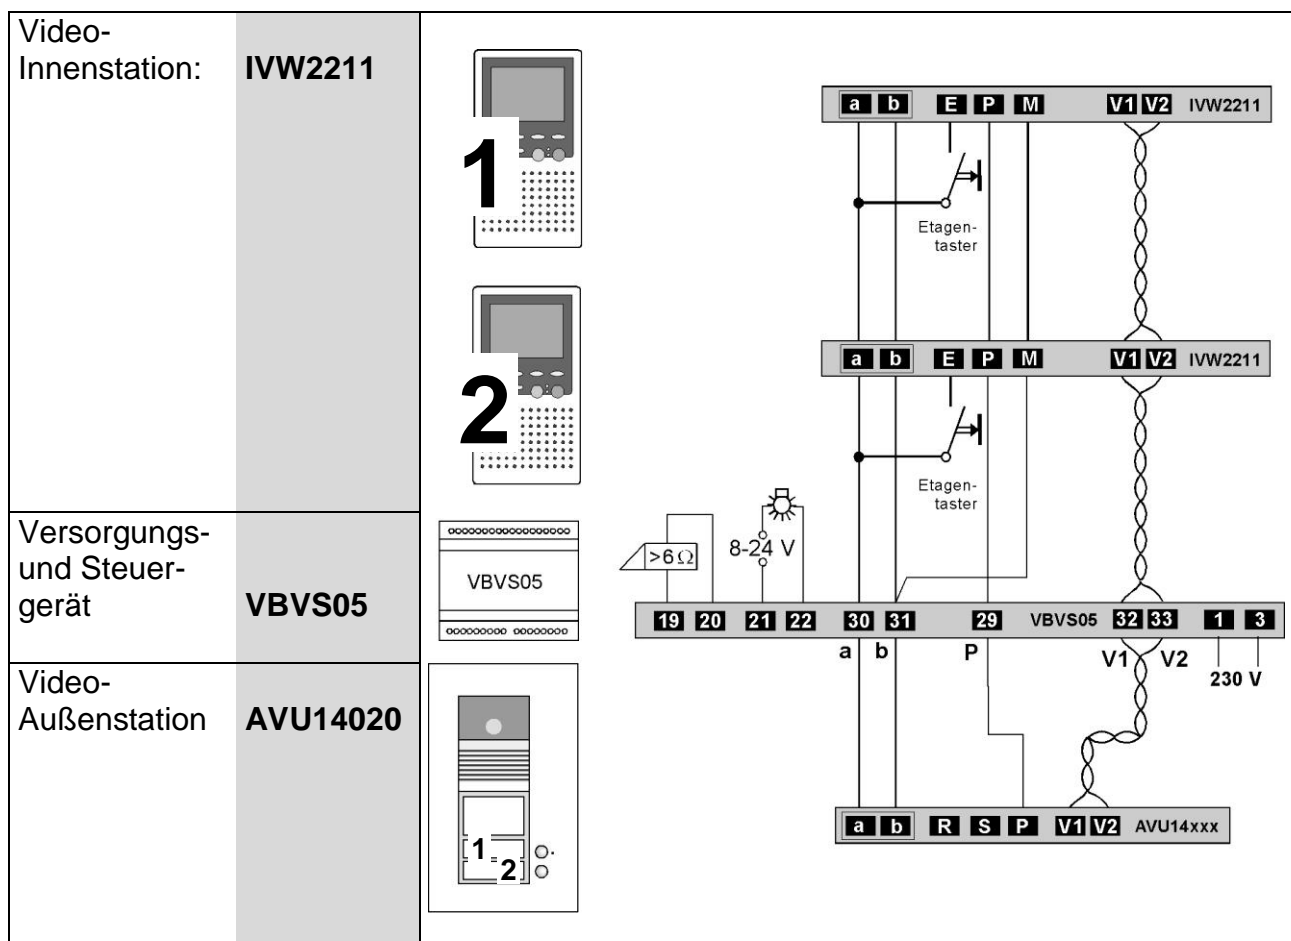 Video-
Innenstation:
IVW2211
1
2
a b E P M V1 V2 IVW2211
Etagen-
taster
a b E P M V1 V2 IVW2211
Etagen-
taster
Versorgungs-
und Steuer-
gerät
VBVS05
VBVS05
>6 Ω
8-24 V
19 20 21 22 30 31 29 VBVS05 32 33 1 3
a b P V1 V2
230 V
Video-
Außenstation
AVU14020
1
2
a b R S P V1 V2 AVU14xxx